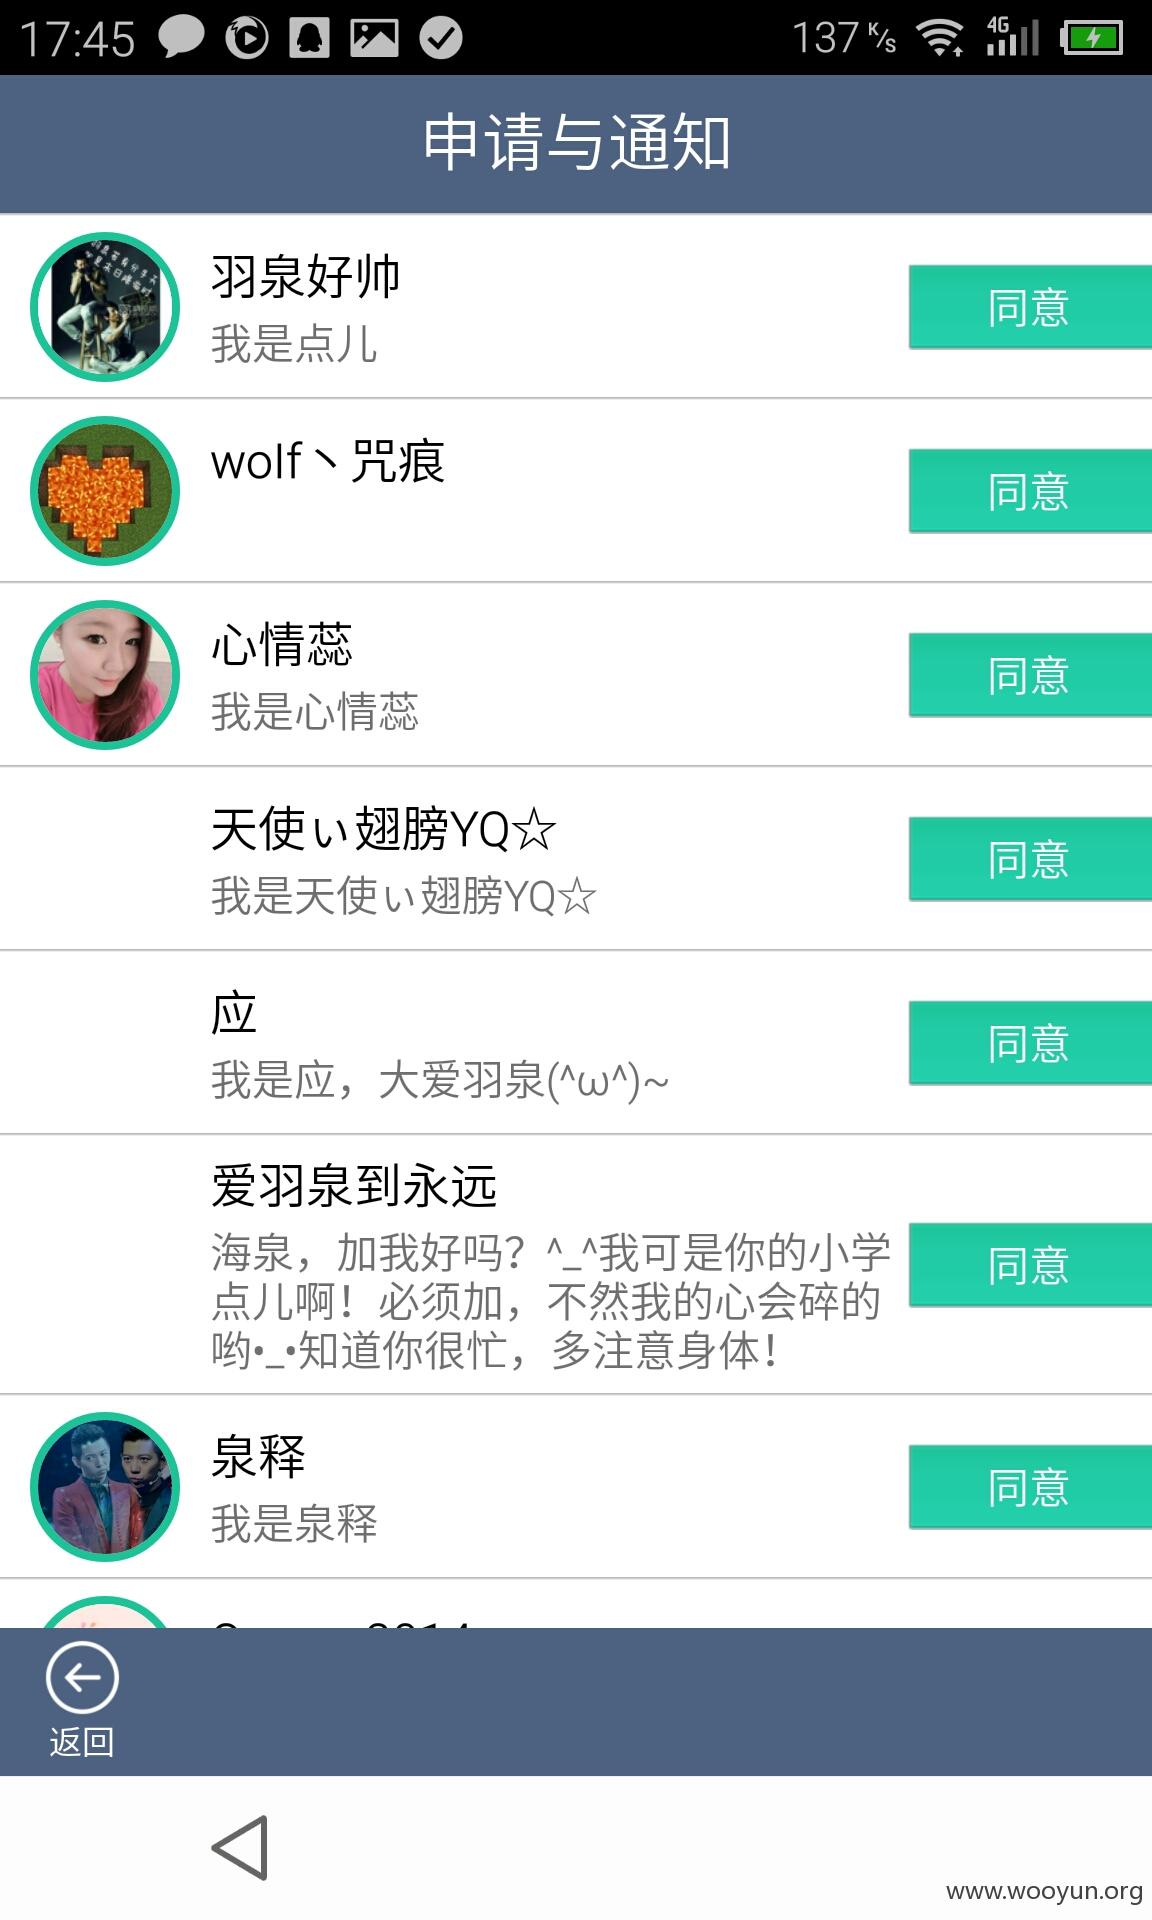 17:45
137 K/s
4G
申请与通知
羽泉好帅
我是点儿
同意
wolf丶咒痕
同意
心情蕊
我是心情蕊
同意
天使ぃ翅膀YQ☆
我是天使ぃ翅膀YQ☆
同意
应
我是应，大爱羽泉(^ω^)~
同意
爱羽泉到永远
海泉，加我好吗？^_^我可是你的小学
点儿啊！必须加，不然我的心会碎的
哟•_•知道你很忙，多注意身体！
同意
泉释
我是泉释
同意
返回
www.wooyun.org